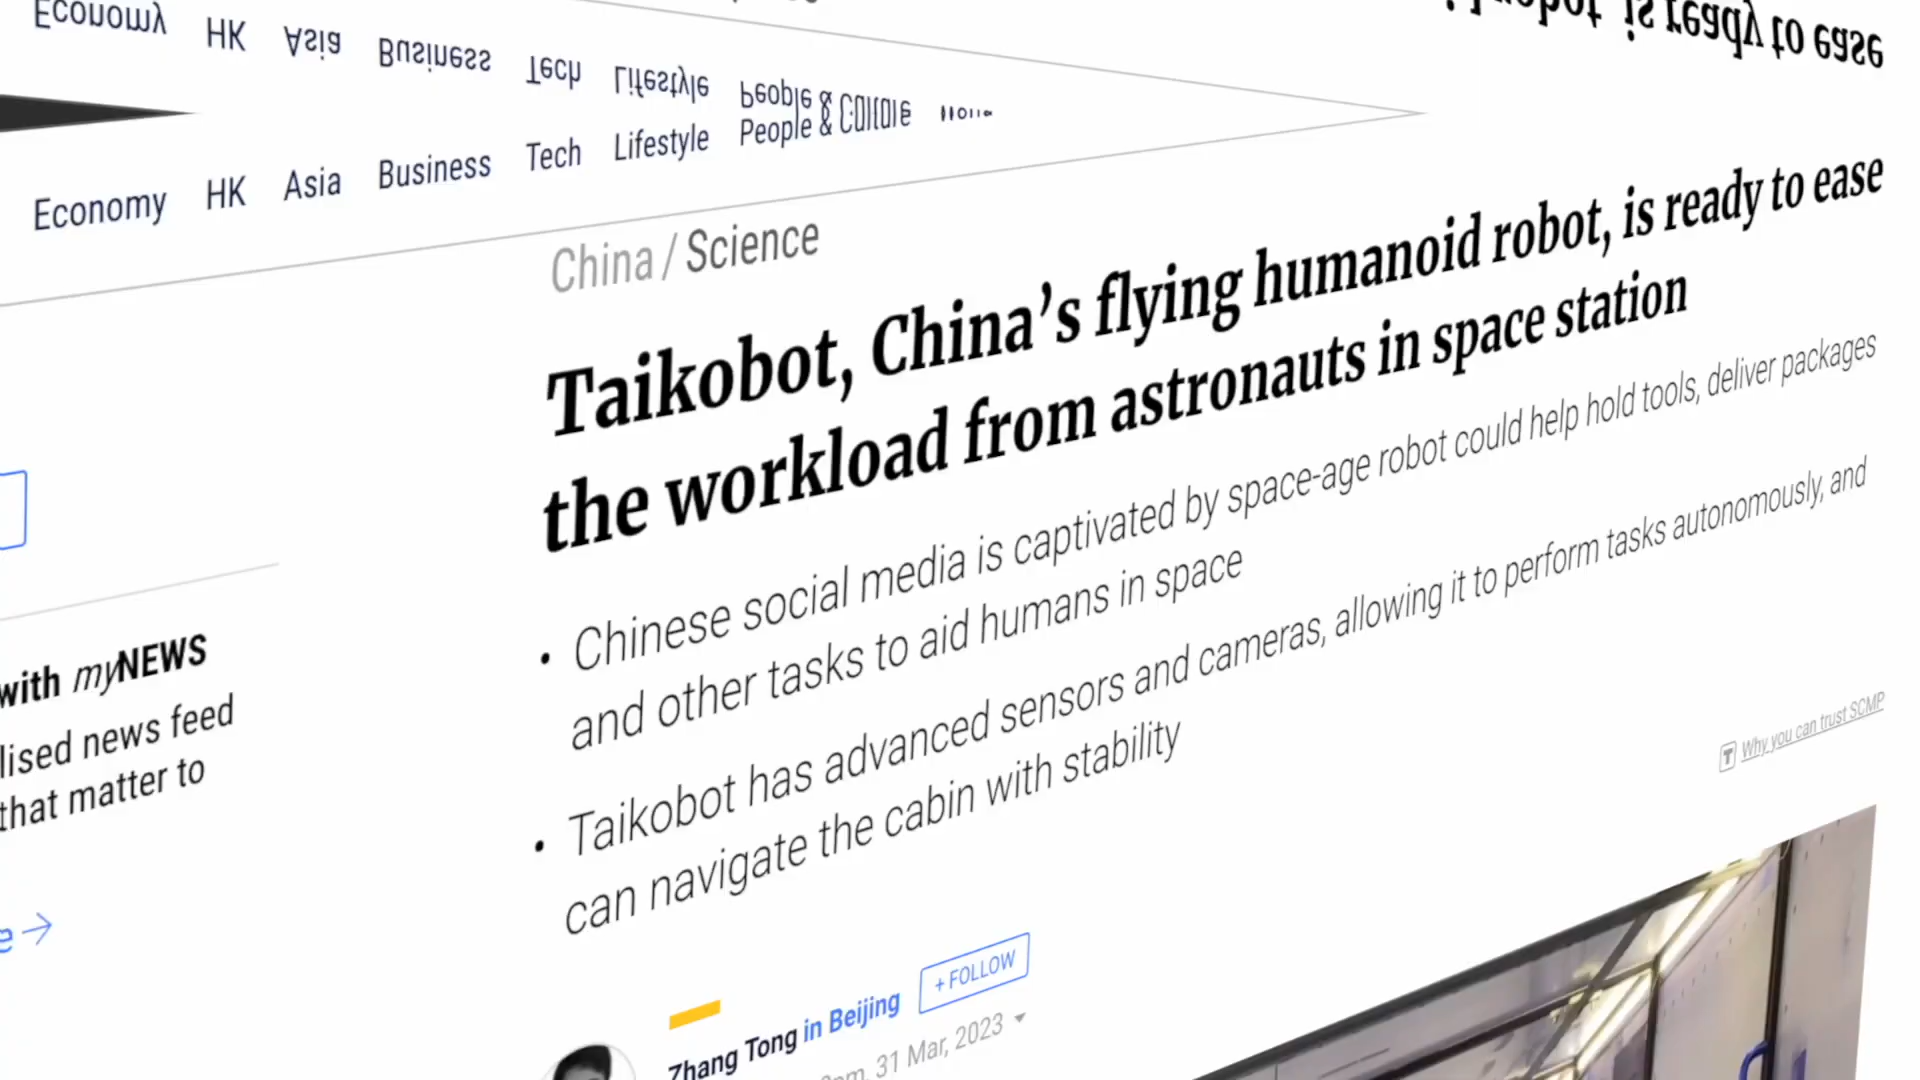 is ready to ease
Economy HK Asia Business Tech Lifestyle People & Culture
Economy HK Asia Business Tech Lifestyle People & Culture
China / Science
Taikobot, China’s flying humanoid robot, is ready to ease
the workload from astronauts in space station
• Chinese social media is captivated by space-age robot could help hold tools, deliver packages
and other tasks to aid humans in space
• Taikobot has advanced sensors and cameras, allowing it to perform tasks autonomously, and
can navigate the cabin with stability
with myNEWS
lised news feed
that matter to
Why you can trust SCMP
+ FOLLOW
Zhang Tong in Beijing
31 Mar, 2023